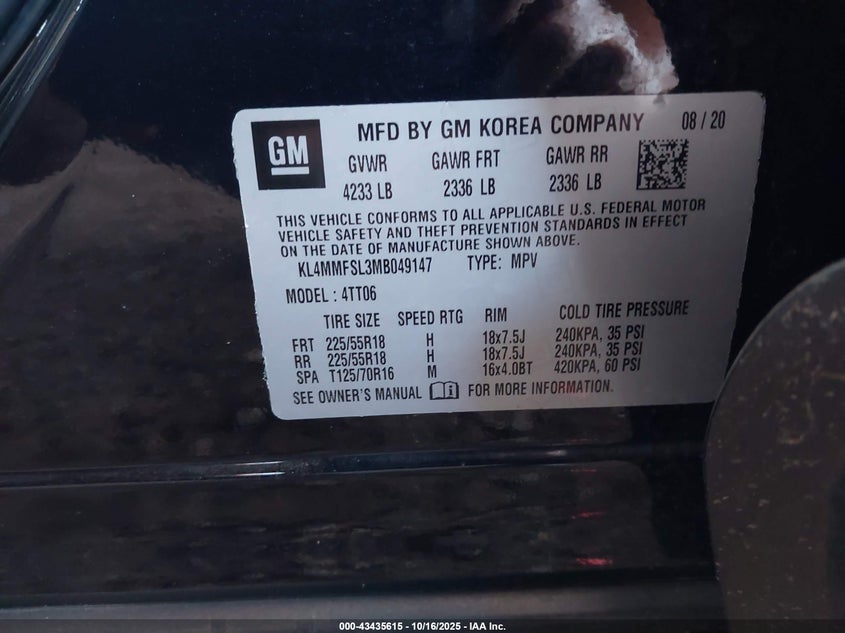 MFD BY GM KOREA COMPANY 08 / 20
GM
GVWR GAWR FRT GAWR RR
4233 LB 2336 LB 2336 LB
THIS VEHICLE CONFORMS TO ALL APPLICABLE U.S. FEDERAL MOTOR
VEHICLE SAFETY AND THEFT PREVENTION STANDARDS IN EFFECT
ON THE DATE OF MANUFACTURE SHOWN ABOVE.
KL4MMFSL3MB049147 TYPE: MPV
MODEL : 4TT06
TIRE SIZE SPEED RTG RIM COLD TIRE PRESSURE
FRT 225/55R18 H 18x7.5J 240KPA, 35 PSI
RR 225/55R18 H 18x7.5J 240KPA, 35 PSI
SPA T125/70R16 M 16x4.0BT 420KPA, 60 PSI
SEE OWNER'S MANUAL FOR MORE INFORMATION.
000-43435615 - 10/16/2025 - IAA Inc.